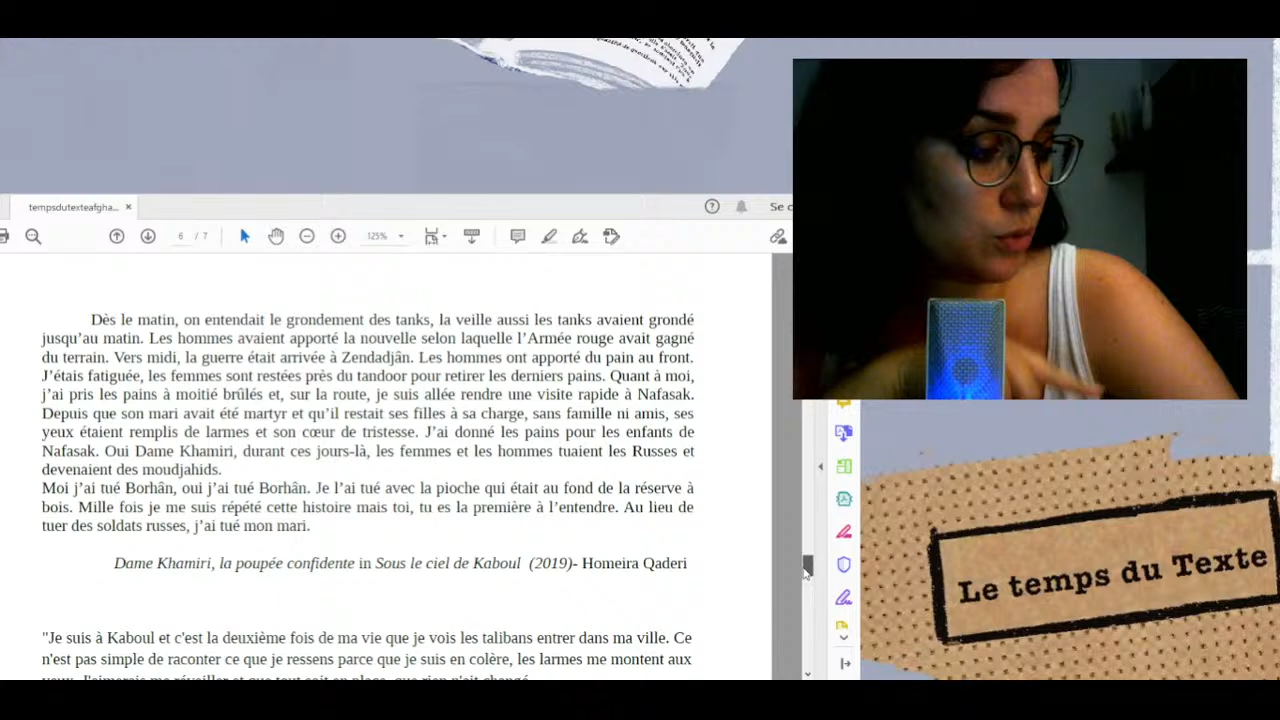 tempsdutexteafgha... ×
Se c
6 / 7
125%
Dès le matin, on entendait le grondement des tanks, la veille aussi les tanks avaient grondé
jusqu’au matin. Les hommes avaient apporté la nouvelle selon laquelle l’Armée rouge avait gagné
du terrain. Vers midi, la guerre était arrivée à Zendadjân. Les hommes ont apporté du pain au front.
J’étais fatiguée, les femmes sont restées près du tandoor pour retirer les derniers pains. Quant à moi,
j’ai pris les pains à moitié brûlés et, sur la route, je suis allée rendre une visite rapide à Nafasak.
Depuis que son mari avait été martyr et qu’il restait ses filles à sa charge, sans famille ni amis, ses
yeux étaient remplis de larmes et son cœur de tristesse. J’ai donné les pains pour les enfants de
Nafasak. Oui Dame Khamiri, durant ces jours-là, les femmes et les hommes tuaient les Russes et
devenaient des moudjahids.
Moi j’ai tué Borhân, oui j’ai tué Borhân. Je l’ai tué avec la pioche qui était au fond de la réserve à
bois. Mille fois je me suis répété cette histoire mais toi, tu es la première à l’entendre. Au lieu de
tuer des soldats russes, j’ai tué mon mari.
Dame Khamiri, la poupée confidente in Sous le ciel de Kaboul (2019)- Homeira Qaderi
"Je suis à Kaboul et c'est la deuxième fois de ma vie que je vois les talibans entrer dans ma ville. Ce
n'est pas simple de raconter ce que je ressens parce que je suis en colère, les larmes me montent aux
Le temps du Texte